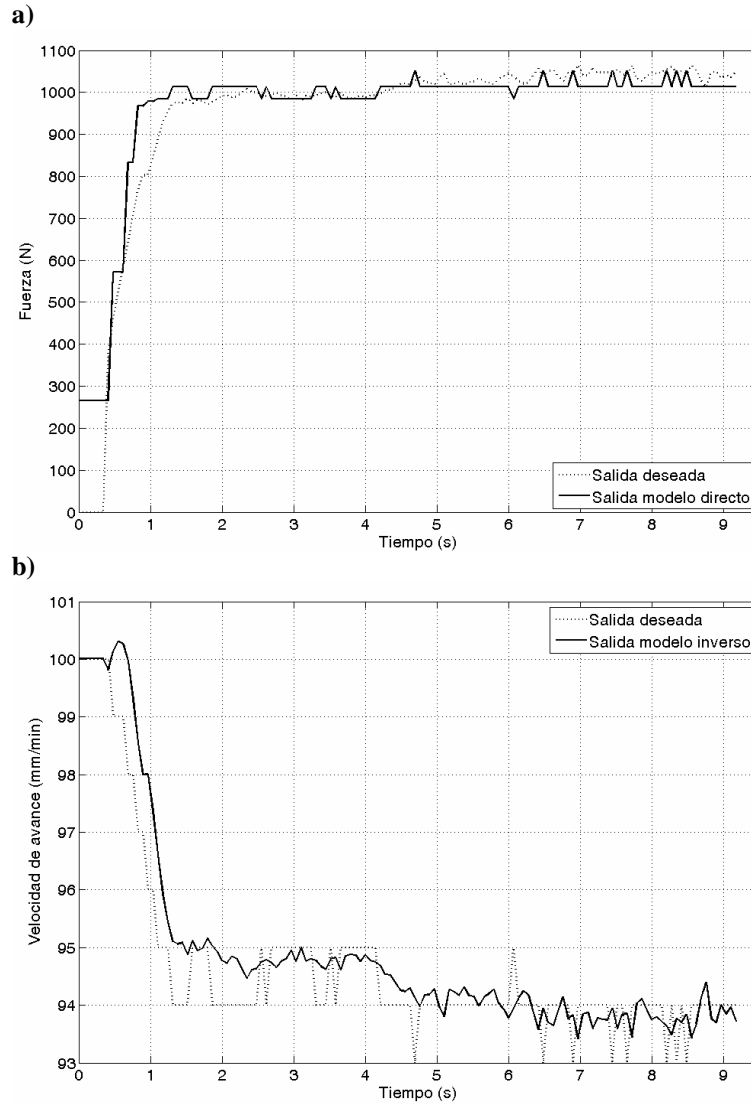 a)
1100
1000
900
800
700
600
500
400
300
200
100
0
Fuerza (N)
0 1 2 3 4 5 6 7 8 9
Tiempo (s)
Salida deseada
Salida modelo directo
b)
101
100
99
98
97
96
95
94
93
Velocidad de avance (mm/min)
0 1 2 3 4 5 6 7 8 9
Tiempo (s)
Salida deseada
Salida modelo inverso